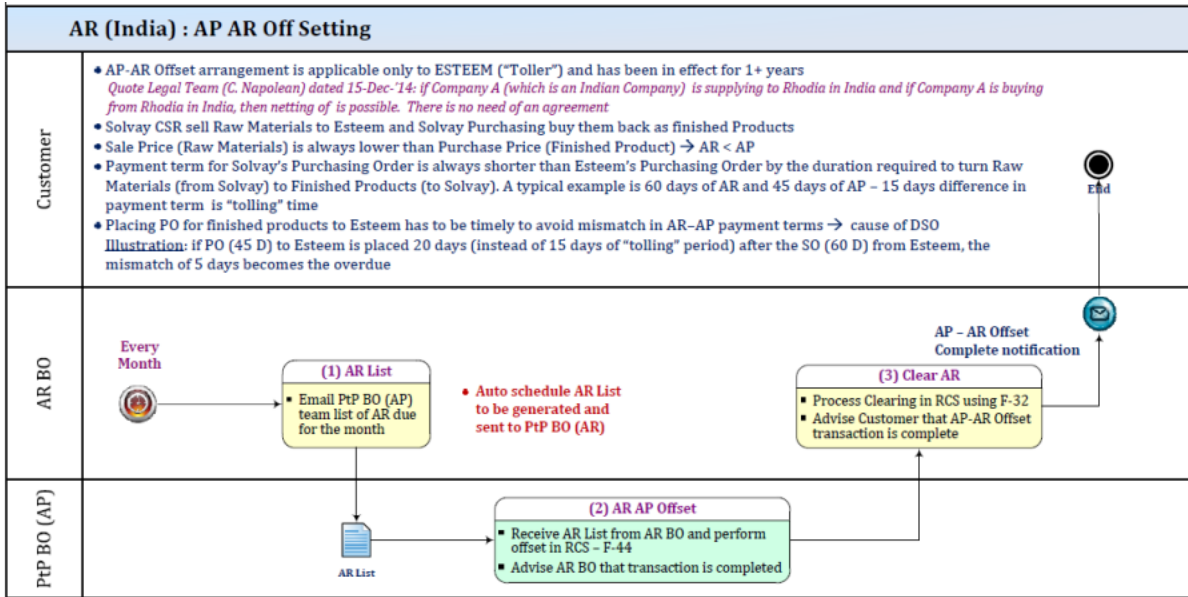 AR (India) : AP AR Off Setting
Customer
• AP-AR Offset arrangement is applicable only to ESTEEM ("Toller") and has been in effect for 1+ years
Quote Legal Team (C. Napolean) dated 15-Dec-'14: if Company A (which is an Indian Company) is supplying to Rhodia in India and if Company A is buying
from Rhodia in India, then netting of is possible. There is no need of an agreement
• Solvay CSR sell Raw Materials to Esteem and Solvay Purchasing buy them back as finished Products
• Sale Price (Raw Materials) is always lower than Purchase Price (Finished Product) → AR < AP
• Payment term for Solvay's Purchasing Order is always shorter than Esteem's Purchasing Order by the duration required to turn Raw
Materials (from Solvay) to Finished Products (to Solvay). A typical example is 60 days of AR and 45 days of AP – 15 days difference in
payment term is "tolling" time
• Placing PO for finished products to Esteem has to be timely to avoid mismatch in AR–AP payment terms → cause of DSO
Illustration: if PO (45 D) to Esteem is placed 20 days (instead of 15 days of "tolling" period) after the SO (60 D) from Esteem, the
mismatch of 5 days becomes the overdue
End
AR BO
Every
Month
(1) AR List
▪ Email PtP BO (AP)
team list of AR due
for the month
• Auto schedule AR List
to be generated and
sent to PtP BO (AR)
AP – AR Offset
Complete notification
(3) Clear AR
▪ Process Clearing in RCS using F-32
▪ Advise Customer that AP-AR Offset
transaction is complete
PtP BO (AP)
AR List
(2) AR AP Offset
▪ Receive AR List from AR BO and perform
offset in RCS – F-44
▪ Advise AR BO that transaction is completed